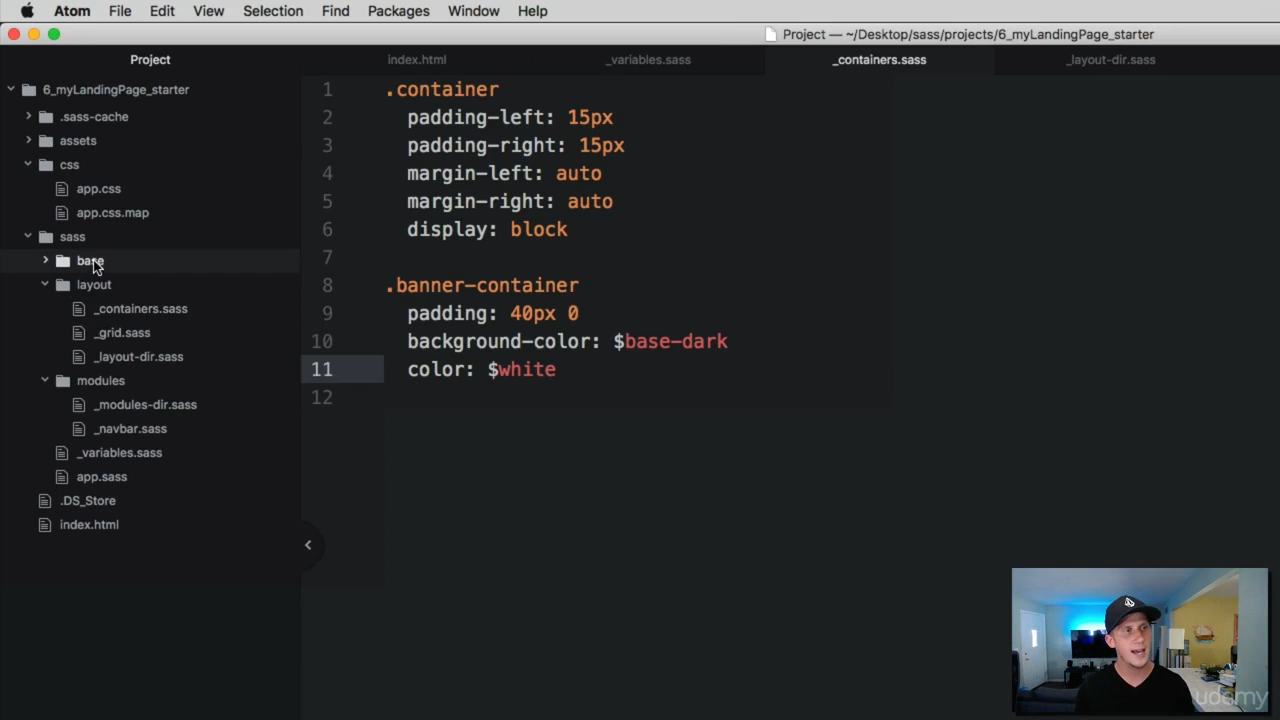 Atom File Edit View Selection Find Packages Window Help
Project — ~/Desktop/sass/projects/6_myLandingPage_starter
Project
index.html
_variables.sass
_containers.sass
_layout-dir.sass
6_myLandingPage_starter
.sass-cache
assets
css
app.css
app.css.map
sass
base
layout
_containers.sass
_grid.sass
_layout-dir.sass
modules
_modules-dir.sass
_navbar.sass
_variables.sass
app.sass
.DS_Store
index.html
1 .container
2 padding-left: 15px
3 padding-right: 15px
4 margin-left: auto
5 margin-right: auto
6 display: block
7
8 .banner-container
9 padding: 40px 0
10 background-color: $base-dark
11 color: $white
12
udemy